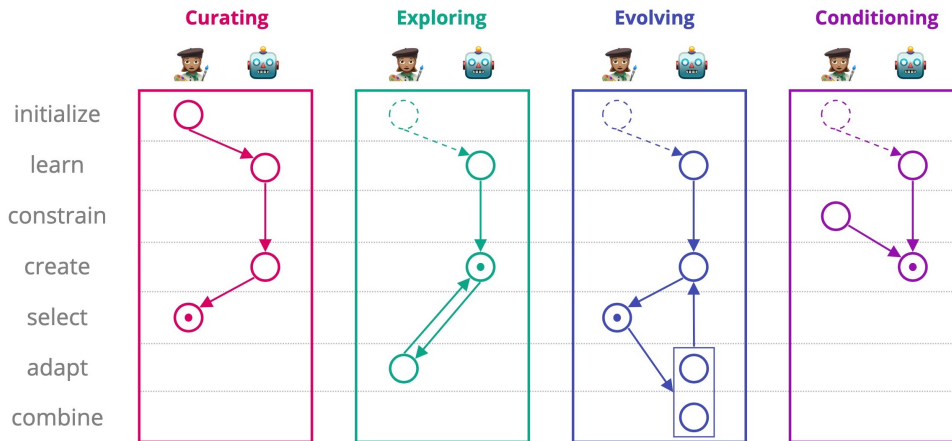 Curating Exploring Evolving Conditioning
initialize
learn
constrain
create
select
adapt
combine